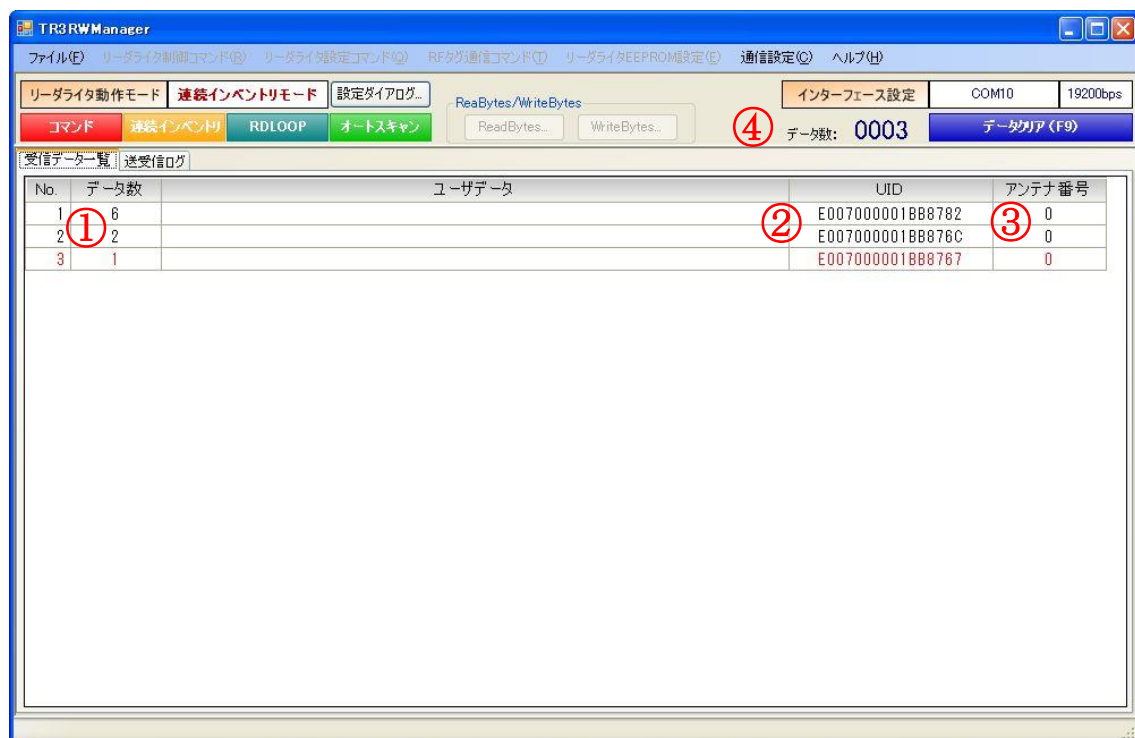 TR3RWManager
ファイル(F) リーダライタ制御コマンド(R) リーダライタ設定コマンド(Q) RFタグ通信コマンド(T) リーダライタEEPROM設定(E) 通信設定(C) ヘルプ(H)
リーダライタ動作モード 連続インベントリモード 設定ダイアログ... ReaBytes/WriteBytes インターフェース設定 COM10 19200bps
コマンド 連続インベントリ RDLOOP オートスキャン ReadBytes... WriteBytes... ④ データ数: 0003 データクリア(F9)
受信データ一覧 送受信ログ
No. データ数 ユーザデータ UID アンテナ番号
1 6 E007000001BB8782 0
① ② ③
2 2 E007000001BB876C 0
3 1 E007000001BB8767 0